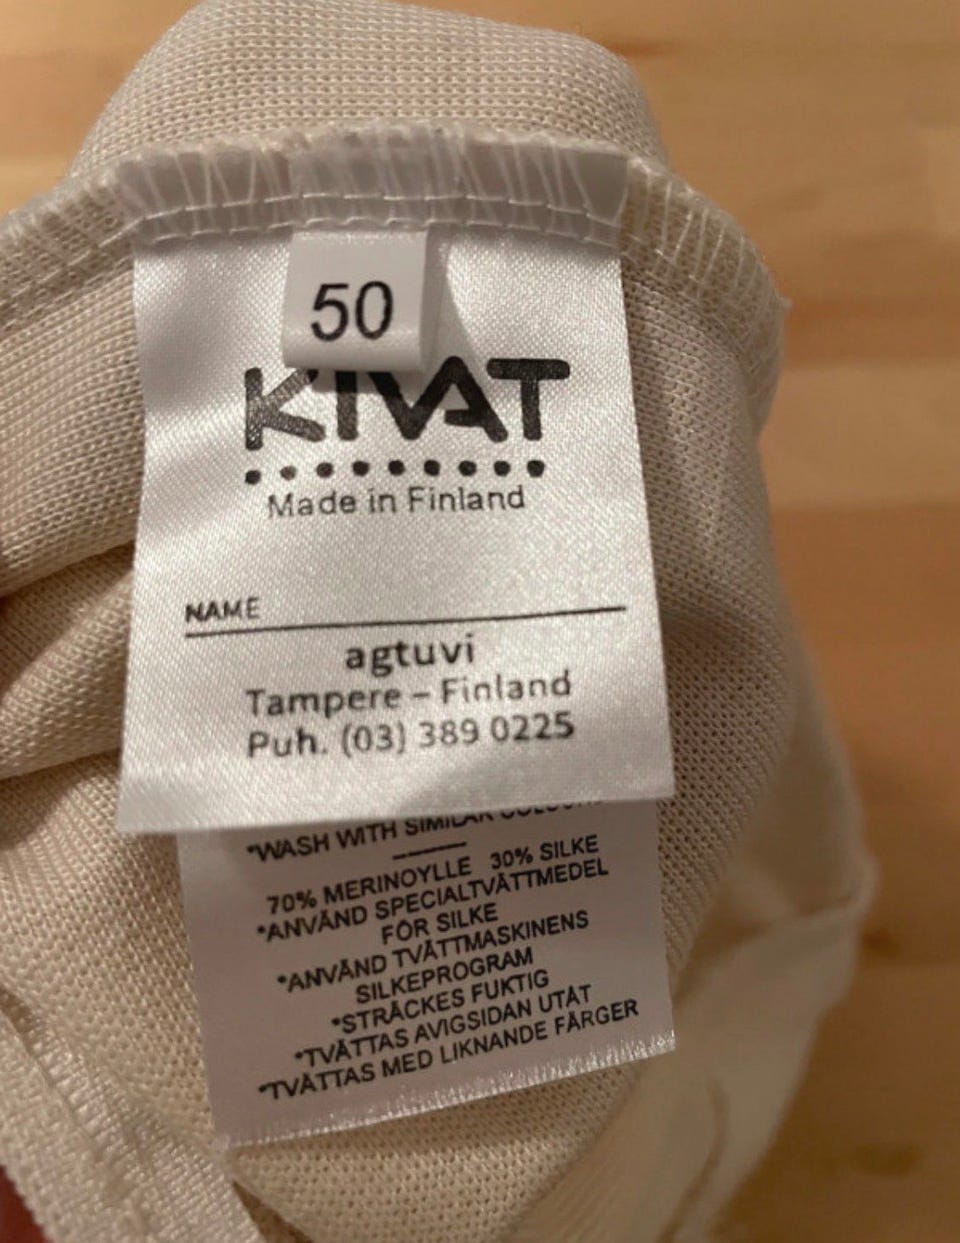 50
KIVAT
Made in Finland
NAME
agtuvi
Tampere – Finland
Puh. (03) 389 0225
*WASH WITH SIMILAR COLOURS
70% MERINOYLLE 30% SILKE
*ANVÄND SPECIALTVÄTTMEDEL
FÖR SILKE
*ANVÄND TVÄTTMASKINENS
SILKEPROGRAM
*STRÄCKES FUKTIG
*TVÄTTAS AVIGSIDAN UTÅT
*TVÄTTAS MED LIKNANDE FÄRGER